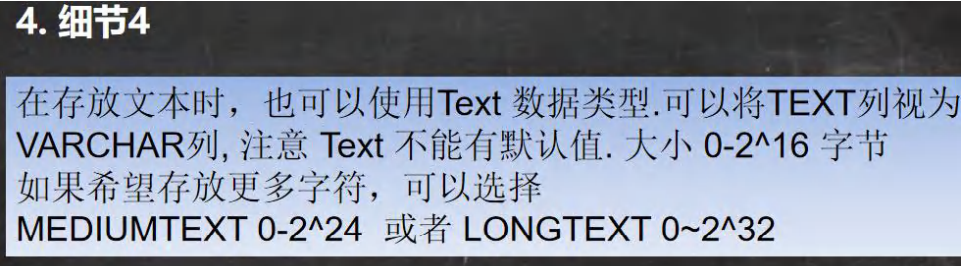 4. 细节4
在存放文本时，也可以使用Text 数据类型.可以将TEXT列视为
VARCHAR列, 注意 Text 不能有默认值. 大小 0-2^16 字节
如果希望存放更多字符，可以选择
MEDIUMTEXT 0-2^24 或者 LONGTEXT 0~2^32